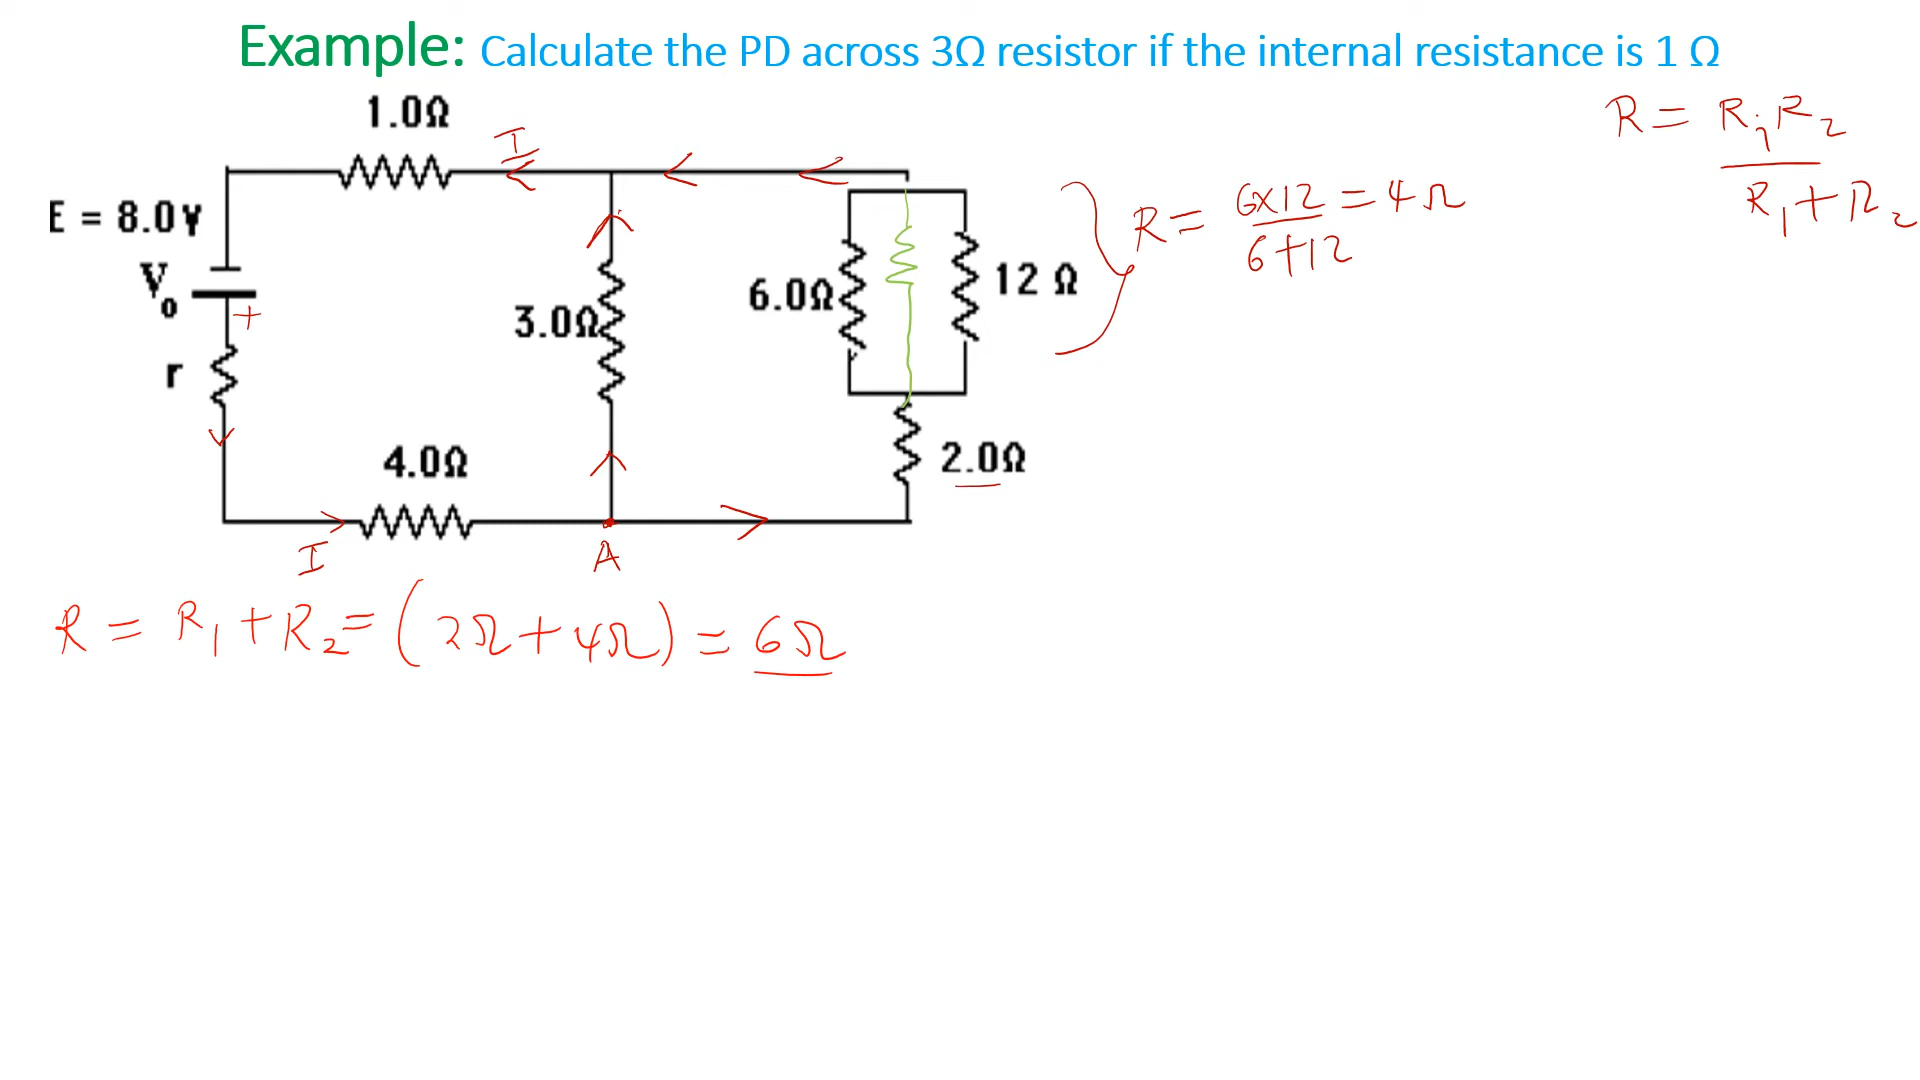 Example: Calculate the PD across 3Ω resistor if the internal resistance is 1 Ω
1.0Ω
I
R = R₁R₂
R₁+R₂
E = 8.0v
V₀
+
r
3.0Ω
6.0Ω
12 Ω
R = 6×12 = 4Ω
6+12
4.0Ω
2.0Ω
I
A
R = R₁+R₂ = (2Ω+4Ω) = 6Ω